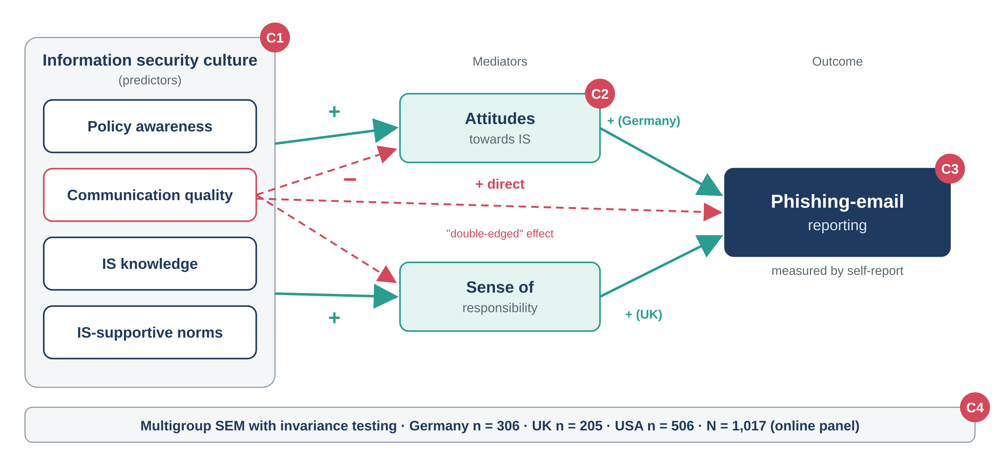 C1
Information security culture
(predictors)
Policy awareness
Communication quality
IS knowledge
IS-supportive norms
+
−
+
Mediators
C2
Attitudes
towards IS
+ direct
"double-edged" effect
Sense of
responsibility
+ (Germany)
+ (UK)
Outcome
C3
Phishing-email
reporting
measured by self-report
C4
Multigroup SEM with invariance testing · Germany n = 306 · UK n = 205 · USA n = 506 · N = 1,017 (online panel)